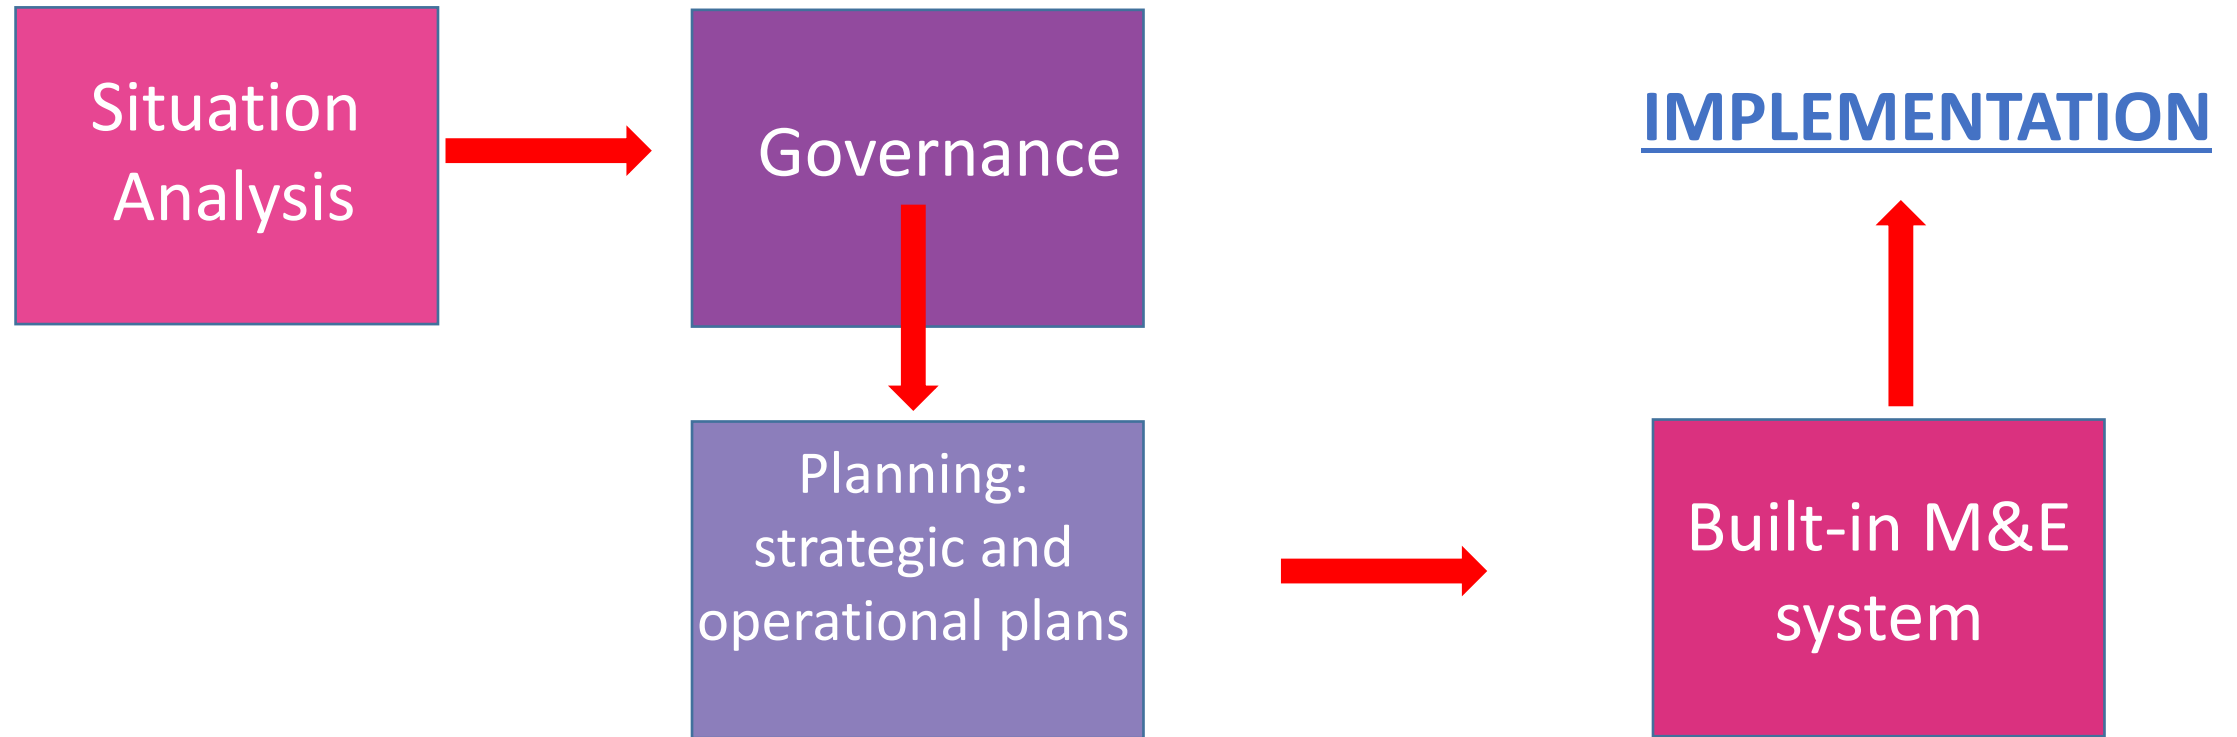 Situation
Analysis
Governance
IMPLEMENTATION
Planning:
strategic and
operational plans
Built-in M&E
system